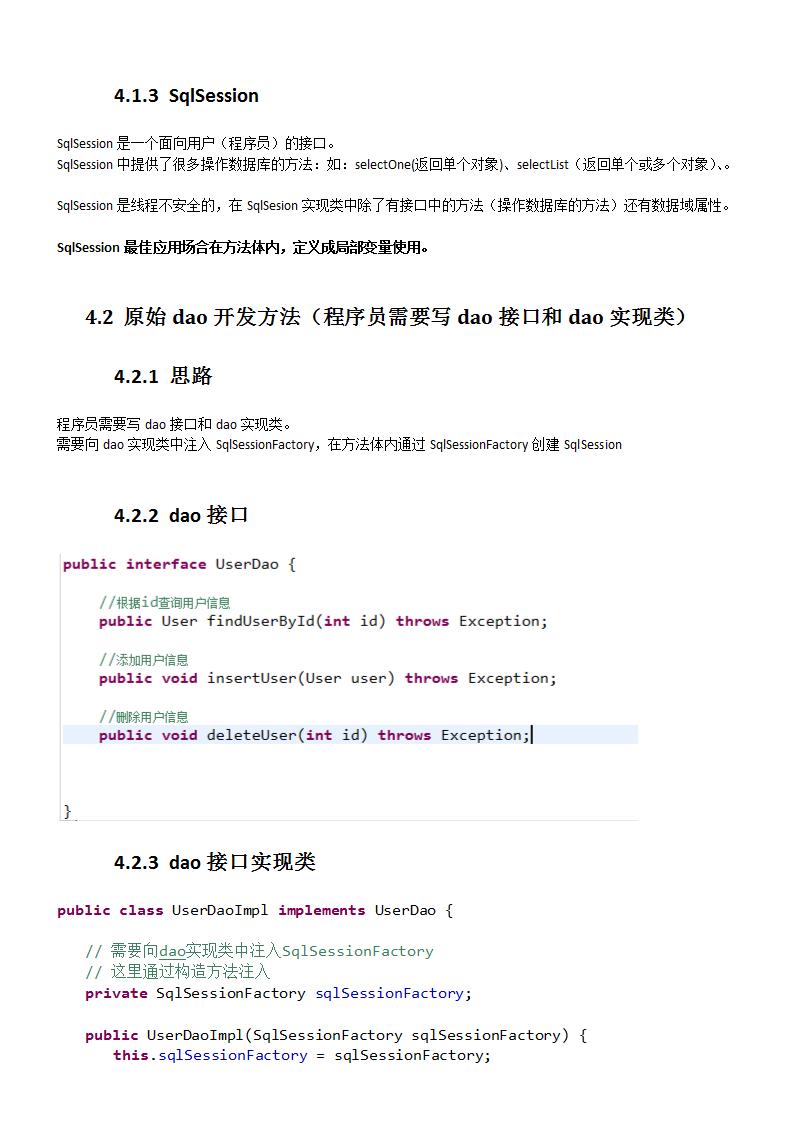 4.1.3 SqlSession
SqlSession 是一个面向用户（程序员）的接口。
SqlSession 中提供了很多操作数据库的方法：如：selectOne(返回单个对象)、selectList（返回单个或多个对象）、。
SqlSession 是线程不安全的，在 SqlSesion 实现类中除了有接口中的方法（操作数据库的方法）还有数据域属性。
SqlSession 最佳应用场合在方法体内，定义成局部变量使用。
4.2 原始 dao 开发方法（程序员需要写 dao 接口和 dao 实现类）
4.2.1 思路
程序员需要写 dao 接口和 dao 实现类。
需要向 dao 实现类中注入 SqlSessionFactory，在方法体内通过 SqlSessionFactory 创建 SqlSession
4.2.2 dao 接口
public interface UserDao {
//根据id查询用户信息
public User findUserById(int id) throws Exception;
//添加用户信息
public void insertUser(User user) throws Exception;
//删除用户信息
public void deleteUser(int id) throws Exception;
}
4.2.3 dao 接口实现类
public class UserDaoImpl implements UserDao {
// 需要向dao实现类中注入SqlSessionFactory
// 这里通过构造方法注入
private SqlSessionFactory sqlSessionFactory;
public UserDaoImpl(SqlSessionFactory sqlSessionFactory) {
this.sqlSessionFactory = sqlSessionFactory;